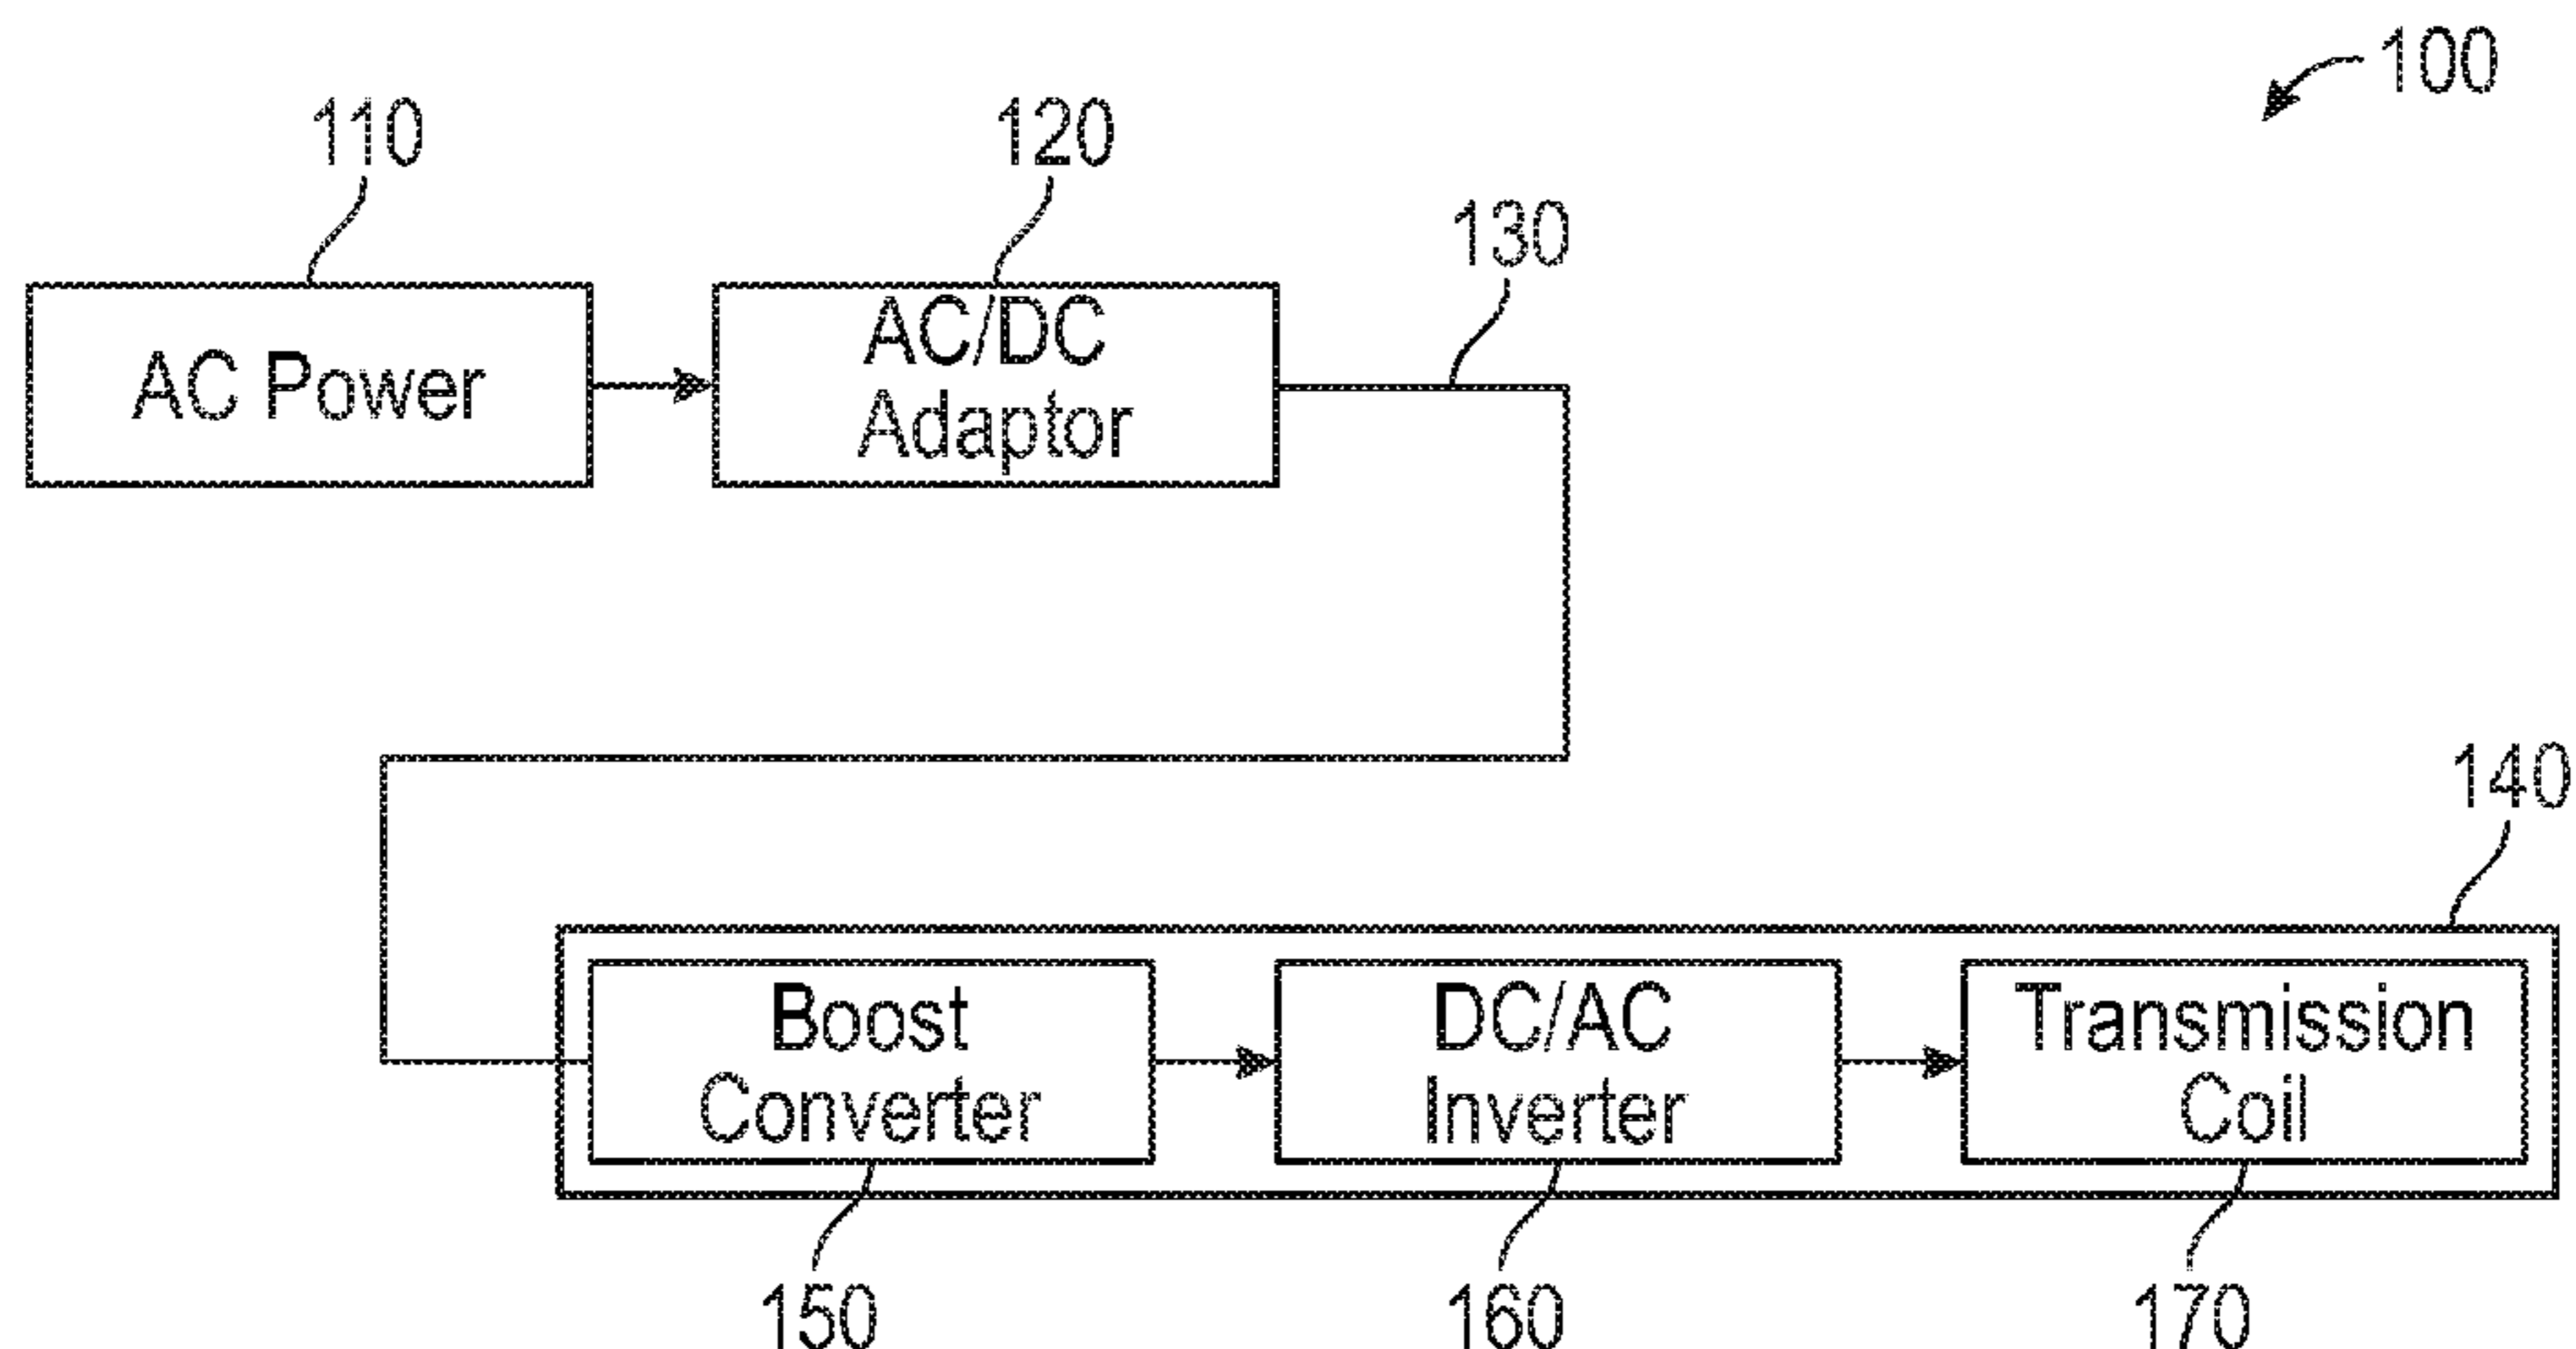 100
110
120
130
AC Power
AC/DC
Adaptor
140
Boost
Converter
DC/AC
Inverter
Transmission
Coil
150
160
170